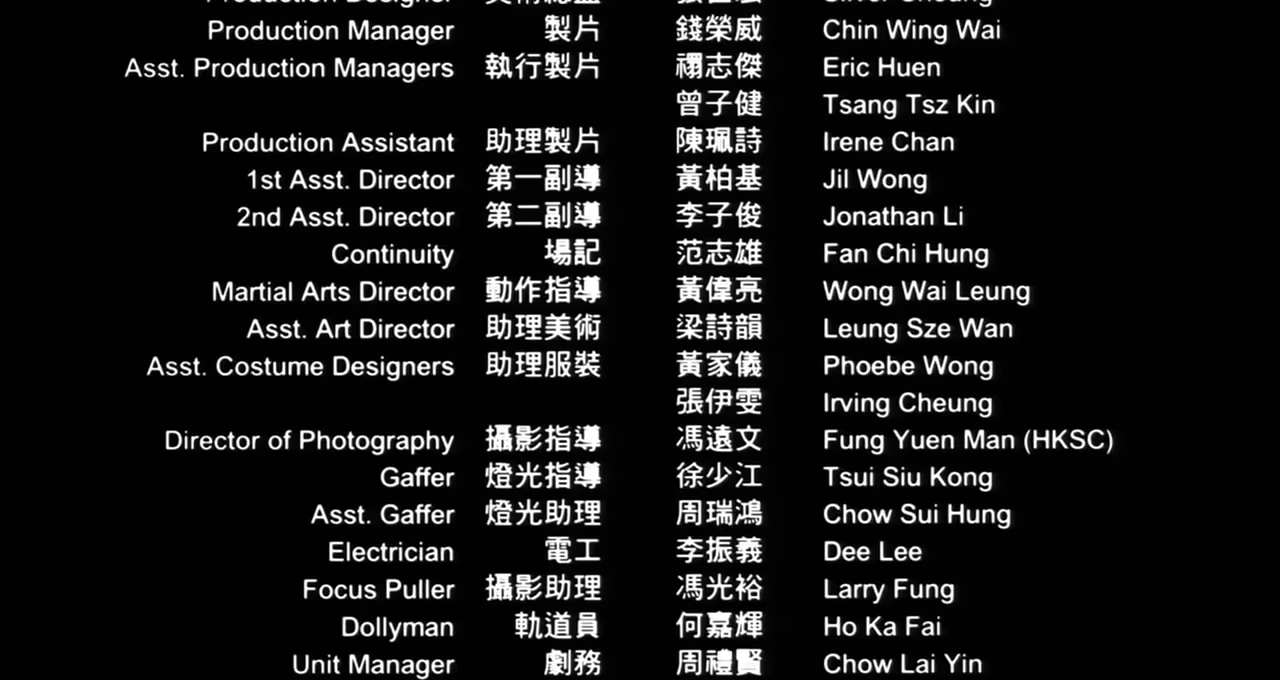 Production Manager 製片 錢榮威 Chin Wing Wai
Asst. Production Managers 執行製片 禤志傑 Eric Huen
曾子健 Tsang Tsz Kin
Production Assistant 助理製片 陳珮詩 Irene Chan
1st Asst. Director 第一副導 黃柏基 Jil Wong
2nd Asst. Director 第二副導 李子俊 Jonathan Li
Continuity 場記 范志雄 Fan Chi Hung
Martial Arts Director 動作指導 黃偉亮 Wong Wai Leung
Asst. Art Director 助理美術 梁詩韻 Leung Sze Wan
Asst. Costume Designers 助理服裝 黃家儀 Phoebe Wong
張伊雯 Irving Cheung
Director of Photography 攝影指導 馮遠文 Fung Yuen Man (HKSC)
Gaffer 燈光指導 徐少江 Tsui Siu Kong
Asst. Gaffer 燈光助理 周瑞鴻 Chow Sui Hung
Electrician 電工 李振義 Dee Lee
Focus Puller 攝影助理 馮光裕 Larry Fung
Dollyman 軌道員 何嘉輝 Ho Ka Fai
Unit Manager 劇務 周禮賢 Chow Lai Yin